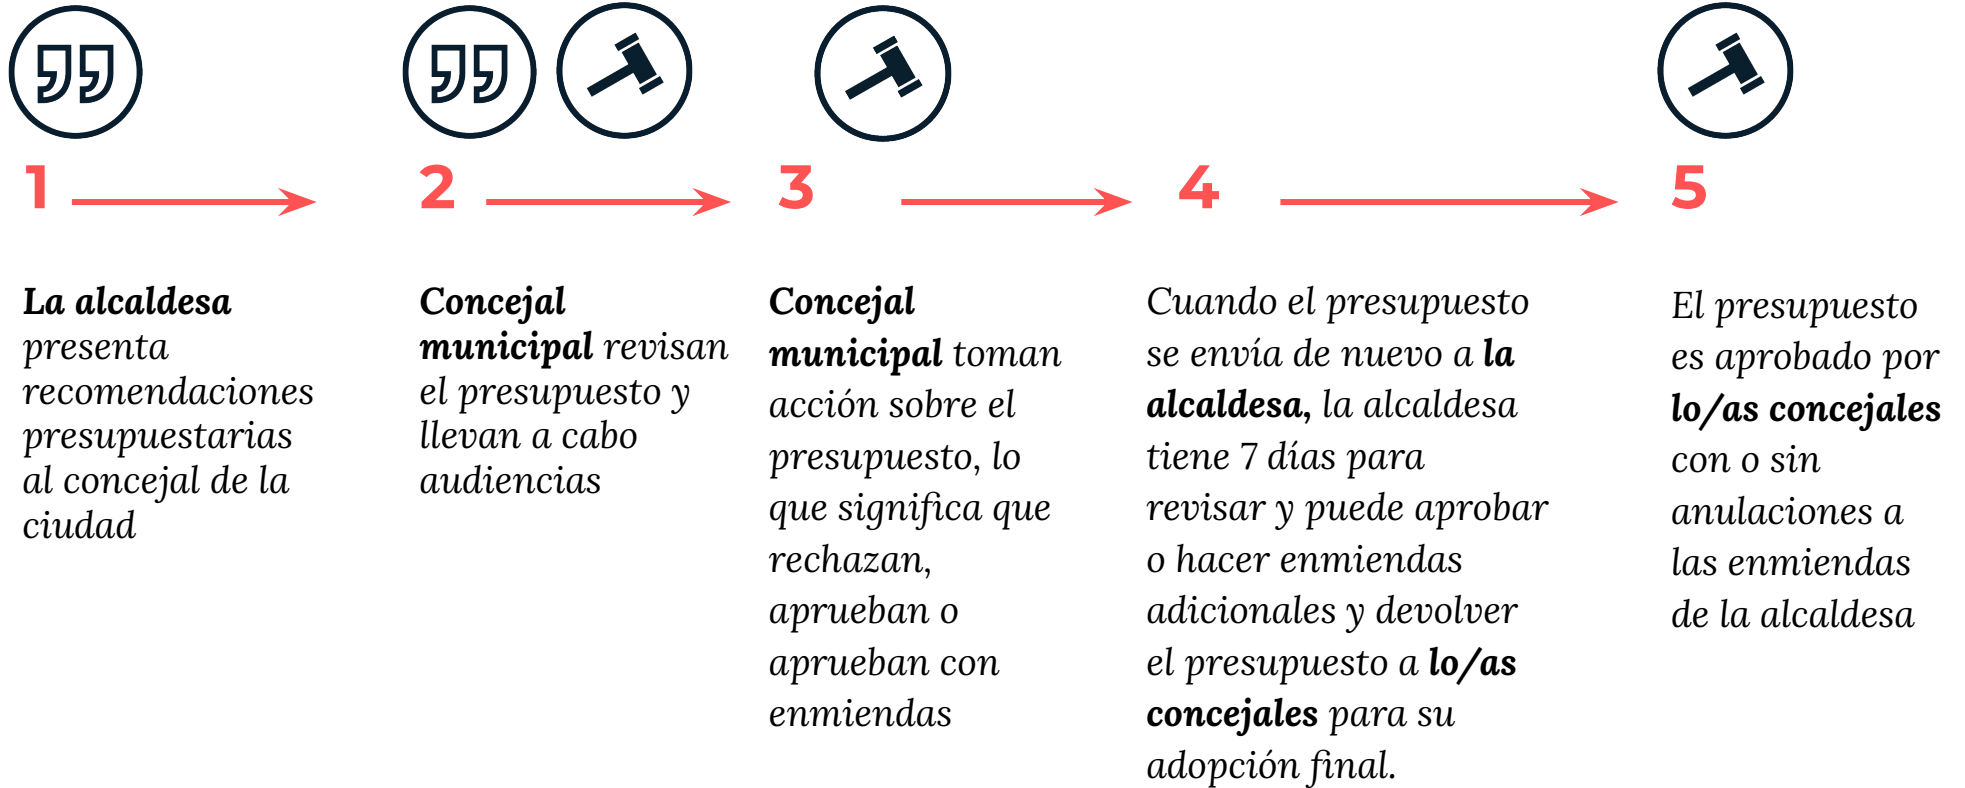 1
La alcaldesa
presenta
recomendaciones
presupuestarias
al concejal de la
ciudad
2
Concejal
municipal revisan
el presupuesto y
llevan a cabo
audiencias
3
Concejal
municipal toman
acción sobre el
presupuesto, lo
que significa que
rechazan,
aprueban o
aprueban con
enmiendas
4
Cuando el presupuesto
se envía de nuevo a la
alcaldesa, la alcaldesa
tiene 7 días para
revisar y puede aprobar
o hacer enmiendas
adicionales y devolver
el presupuesto a lo/as
concejales para su
adopción final.
5
El presupuesto
es aprobado por
lo/as concejales
con o sin
anulaciones a
las enmiendas
de la alcaldesa